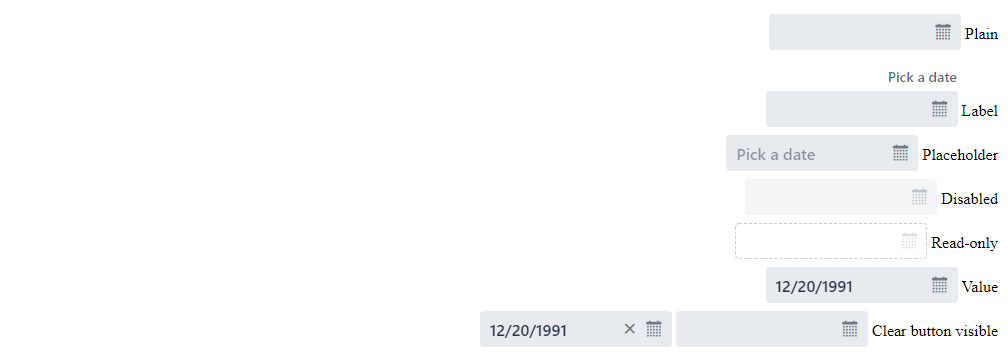 Plain
Pick a date
Label
Pick a date Placeholder
Disabled
Read-only
12/20/1991 Value
12/20/1991 Clear button visible